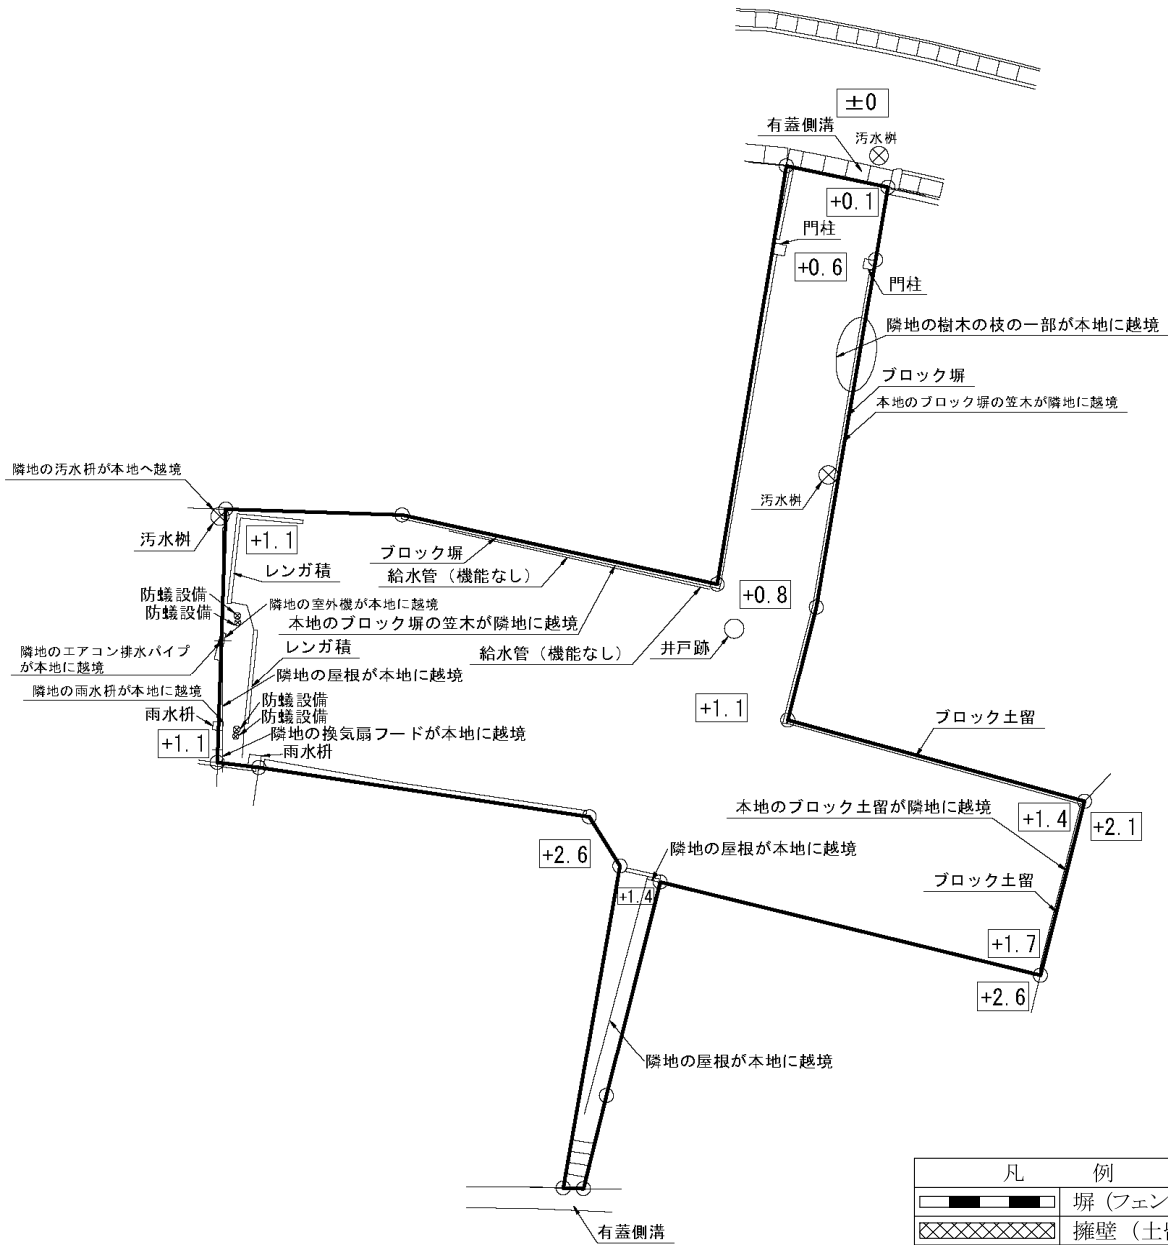 ±0
有蓋側溝
汚水桝
+0.1
門柱
+0.6
門柱
隣地の樹木の枝の一部が本地に越境
ブロック塀
本地のブロック塀の笠木が隣地に越境
隣地の汚水枡が本地へ越境
汚水桝
汚水桝
+1.1
ブロック塀
レンガ積
給水管（機能なし）
防蟻設備
防蟻設備
隣地の室外機が本地に越境
本地のブロック塀の笠木が隣地に越境
+0.8
隣地のエアコン排水パイプ
が本地に越境
レンガ積
給水管（機能なし）
井戸跡
隣地の屋根が本地に越境
隣地の雨水枡が本地に越境
防蟻設備
防蟻設備
雨水枡
隣地の換気扇フードが本地に越境
+1.1
雨水枡
+1.1
ブロック土留
本地のブロック土留が隣地に越境
+1.4
+2.1
+2.6
隣地の屋根が本地に越境
+1.4
ブロック土留
+1.7
+2.6
隣地の屋根が本地に越境
有蓋側溝
凡 例
塀（フェン
擁壁（土